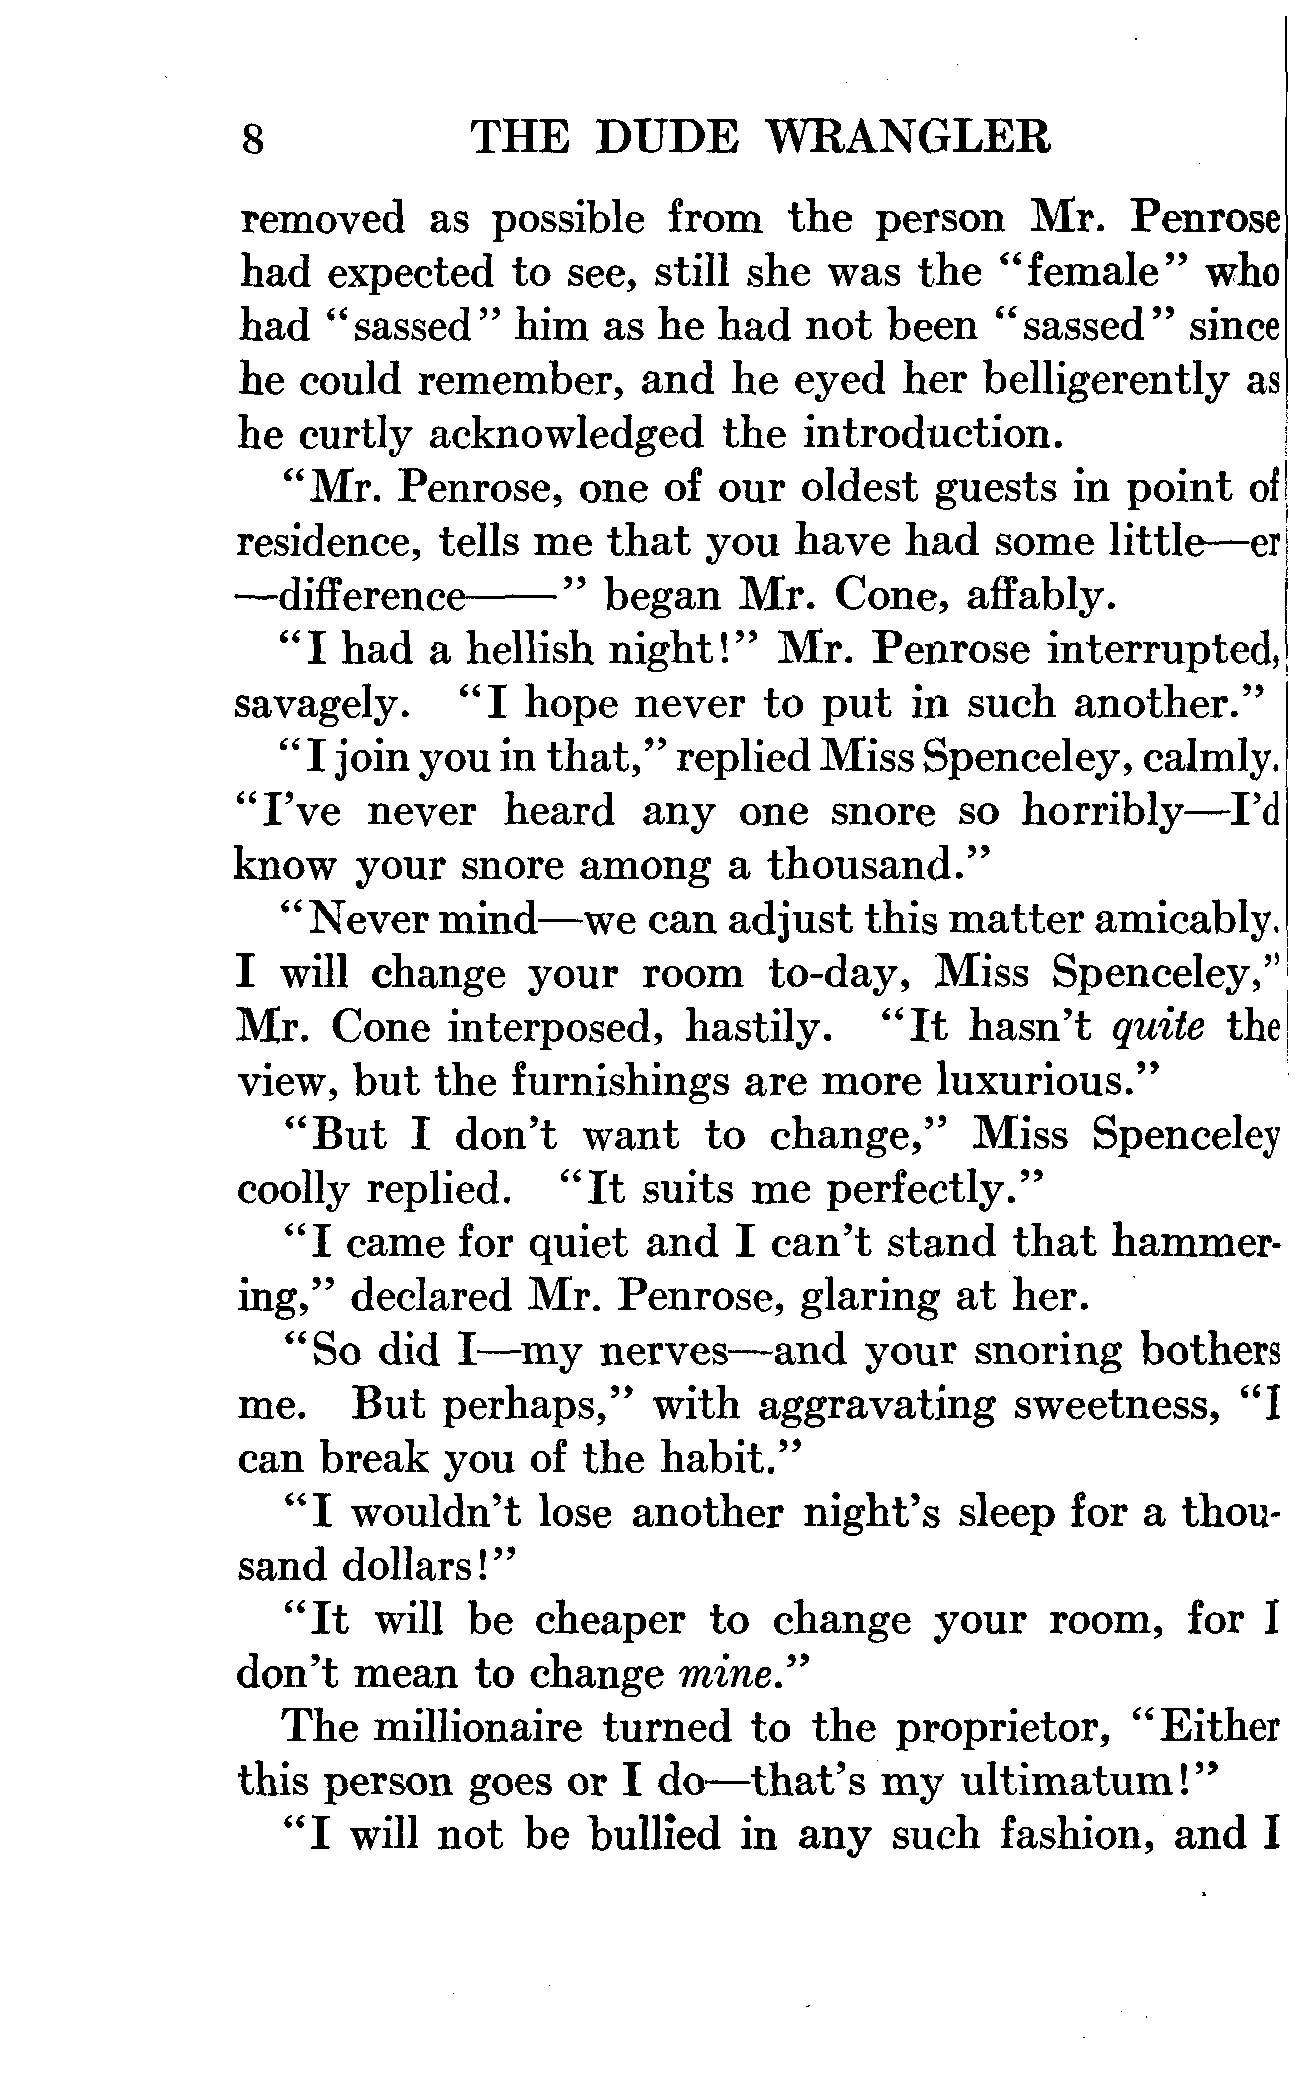 8 THE DUDE WRANGLER
removed as possible from the person Mr. Penrose
had expected to see, still she was the “female” who
had “sassed” him as he had not been “sassed” since
he could remember, and he eyed her belligerently as
he curtly acknowledged the introduction.
“Mr. Penrose, one of our oldest guests in point of
residence, tells me that you have had some little—er
—difference——” began Mr. Cone, affably.
“I had a hellish night!” Mr. Penrose interrupted,
savagely. “I hope never to put in such another.”
“I join you in that,” replied Miss Spenceley, calmly.
“I’ve never heard any one snore so horribly—I’d
know your snore among a thousand.”
“Never mind—we can adjust this matter amicably.
I will change your room to-day, Miss Spenceley,”
Mr. Cone interposed, hastily. “It hasn’t quite the
view, but the furnishings are more luxurious.”
“But I don’t want to change,” Miss Spenceley
coolly replied. “It suits me perfectly.”
“I came for quiet and I can’t stand that hammer-
ing,” declared Mr. Penrose, glaring at her.
“So did I—my nerves—and your snoring bothers
me. But perhaps,” with aggravating sweetness, “I
can break you of the habit.”
“I wouldn’t lose another night’s sleep for a thou-
sand dollars!”
“It will be cheaper to change your room, for I
don’t mean to change mine.”
The millionaire turned to the proprietor, “Either
this person goes or I do—that’s my ultimatum!”
“I will not be bullied in any such fashion, and I